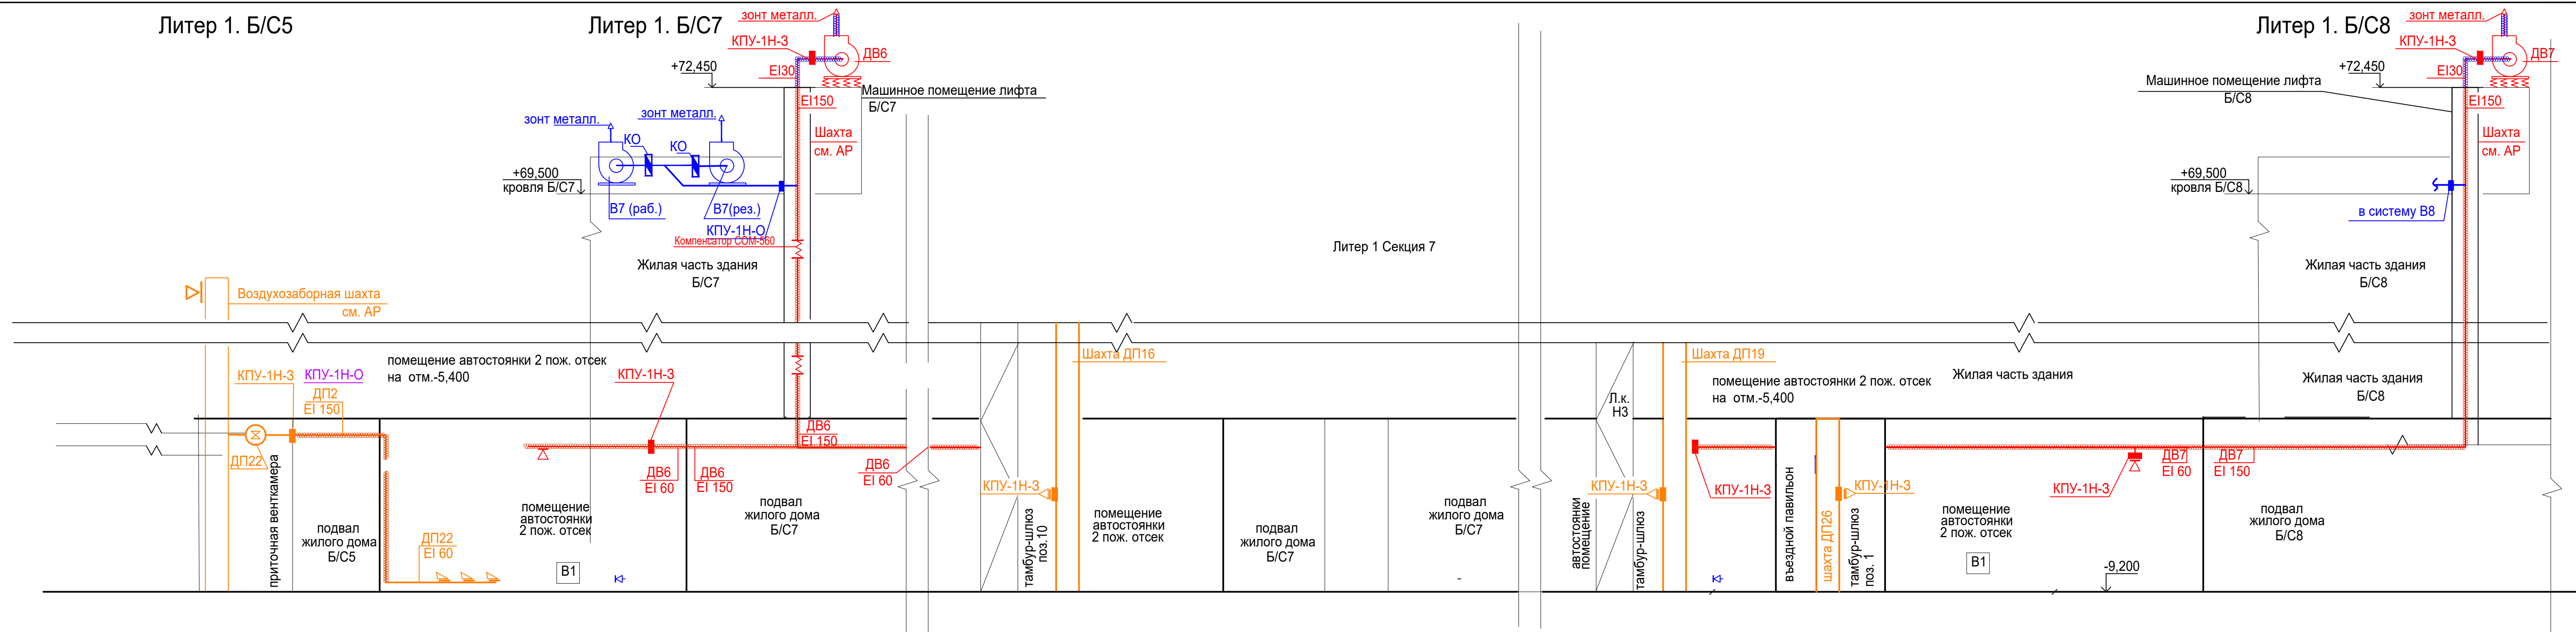 Литер 1. Б/С5
Литер 1. Б/С7
Литер 1. Б/С8
зонт металл.
КПУ-1Н-З
ДВ6
EI30
+72,450
EI150
Машинное помещение лифта
Б/С7
Шахта
см. АР
зонт металл.
зонт металл.
КО
КО
+69,500
кровля Б/С7
В7 (раб.)
В7(рез.)
КПУ-1Н-О
Компенсатор СОМ-560
Жилая часть здания
Б/С7
Литер 1 Секция 7
зонт металл.
КПУ-1Н-З
ДВ7
EI30
+72,450
EI150
Машинное помещение лифта
Б/С8
Шахта
см. АР
+69,500
кровля Б/С8
в систему В8
Жилая часть здания
Б/С8
Воздухозаборная шахта
см. АР
помещение автостоянки 2 пож. отсек
на отм.-5,400
КПУ-1Н-З
КПУ-1Н-О
ДП2
EI 150
КПУ-1Н-З
Шахта ДП16
Шахта ДП19
помещение автостоянки 2 пож. отсек
на отм.-5,400
Жилая часть здания
Жилая часть здания
Б/С8
Л.к.
Н3
ДП22
приточная венткамера
подвал
жилого дома
Б/С5
ДП22
EI 60
помещение
автостоянки
2 пож. отсек
В1
ДВ6
EI 60
ДВ6
EI 150
ДВ6
EI 150
ДВ6
EI 60
подвал
жилого дома
Б/С7
КПУ-1Н-З
тамбур-шлюз
поз.10
помещение
автостоянки
2 пож. отсек
подвал
жилого дома
Б/С7
подвал
жилого дома
Б/С7
-
КПУ-1Н-З
автостоянки
помещение
тамбур-шлюз
КПУ-1Н-З
въездной павильон
шахта ДП26
КПУ-1Н-З
тамбур-шлюз
поз. 1
помещение
автостоянки
2 пож. отсек
В1
КПУ-1Н-З
ДВ7
EI 60
ДВ7
EI 150
-9,200
подвал
жилого дома
Б/С8